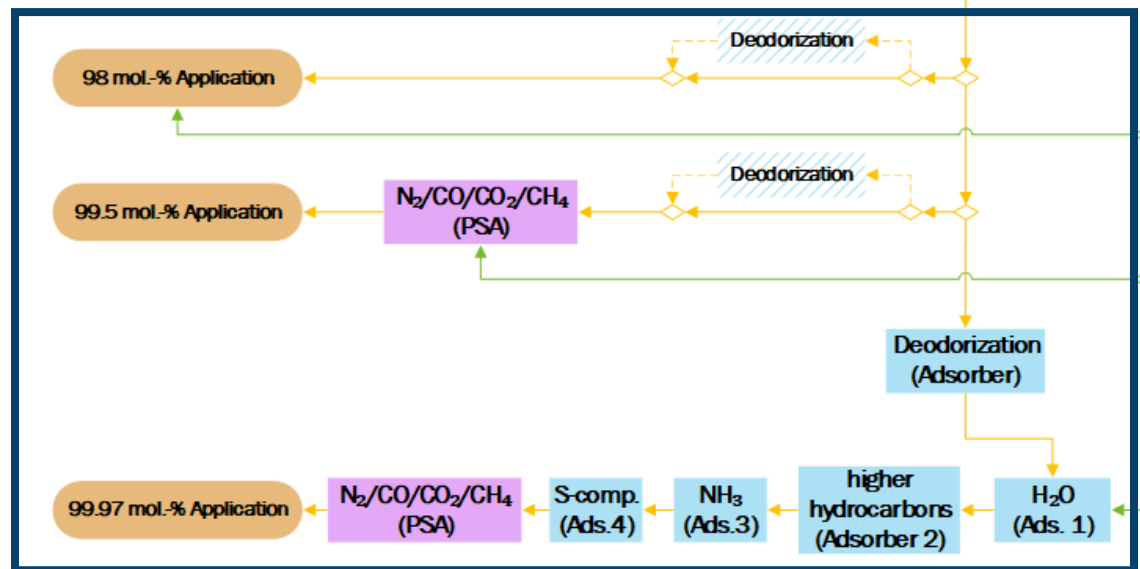 Deodorization
98 mol.-% Application
Deodorization
99.5 mol.-% Application
N₂/CO/CO₂/CH₄
(PSA)
Deodorization
(Adsorber)
99.97 mol.-% Application
N₂/CO/CO₂/CH₄
(PSA)
S-comp.
(Ads.4)
NH₃
(Ads.3)
higher
hydrocarbons
(Adsorber 2)
H₂O
(Ads. 1)